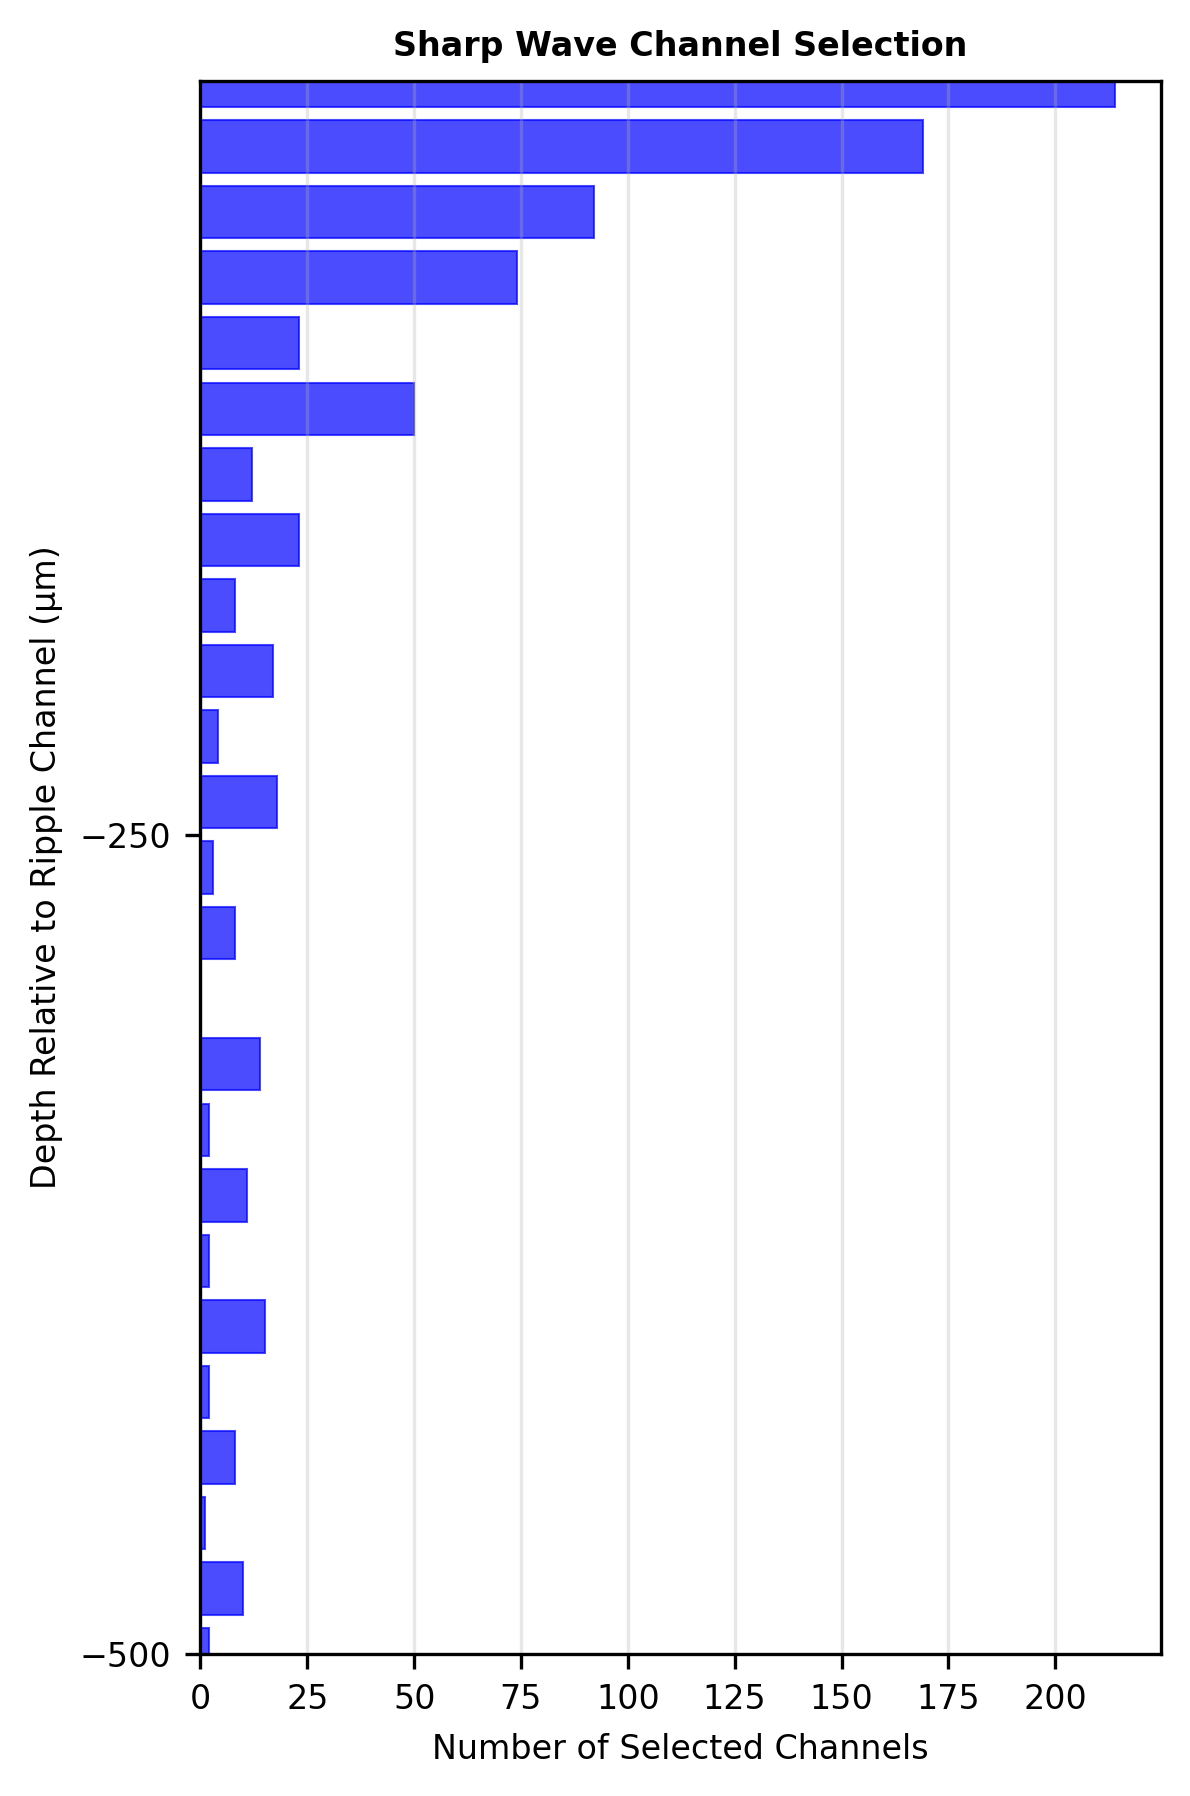 Sharp Wave Channel Selection
Depth Relative to Ripple Channel (μm)
−250
−500
0 25 50 75 100 125 150 175 200
Number of Selected Channels